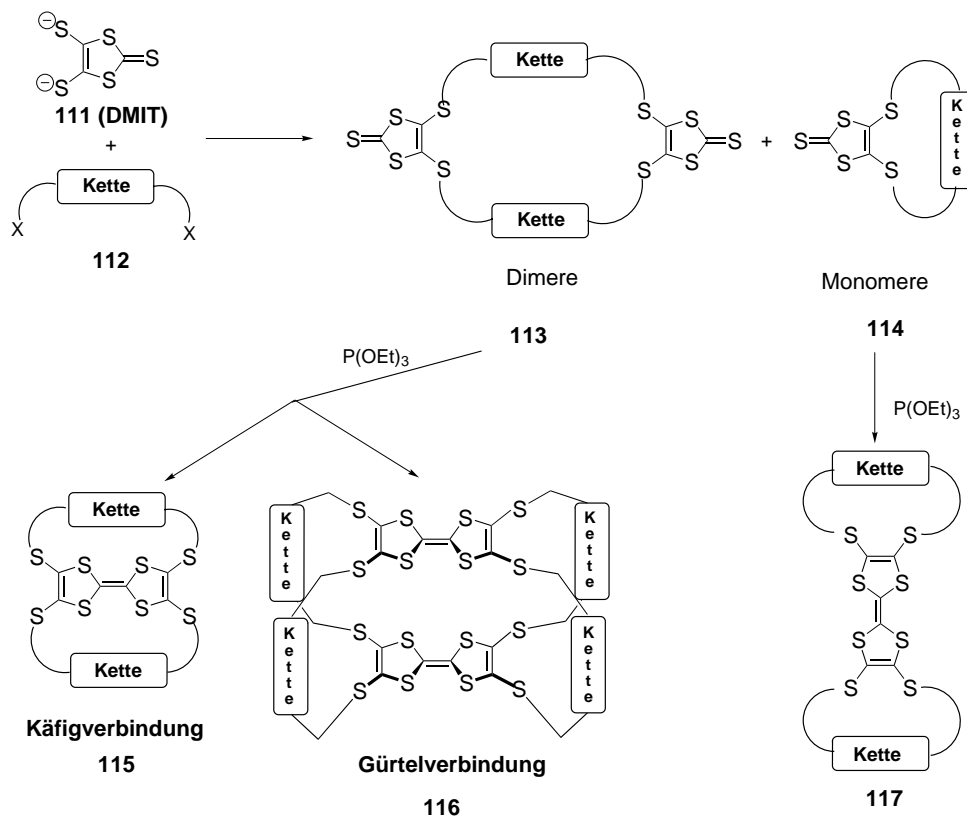 S S S S S
111 (DMIT)
+
Kette
X X
112
Kette
S S S S
S S
S S S S
Kette
Dimere
113
+
S S S S S
Kette
Monomere
114
P(OEt)3
P(OEt)3
Kette
S S S S
S S S S
Kette
Käfigverbindung
115
Kette
Kette
S S S S
S S S S
Kette
Kette
S S S S
S S S S
Gürtelverbindung
116
Kette
S S
S S
S S
S S
Kette
117